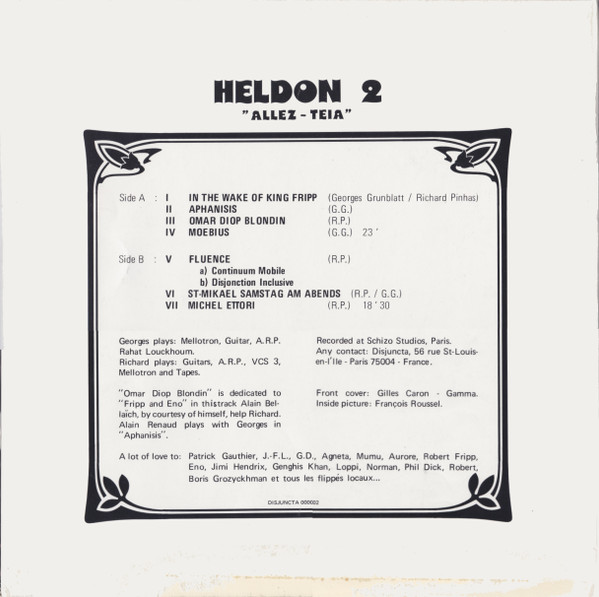 HELDON 2
"ALLEZ - TEIA"
Side A : I IN THE WAKE OF KING FRIPP (Georges Grunblatt / Richard Pinhas)
II APHANISIS (G.G.)
III OMAR DIOP BLONDIN (R.P.)
IV MOEBIUS (G.G.) 23'
Side B : V FLUENCE (R.P.)
a) Continuum Mobile
b) Disjonction Inclusive
VI ST-MIKAEL SAMSTAG AM ABENDS (R.P. / G.G.)
VII MICHEL ETTORI (R.P.) 18'30
Georges plays: Mellotron, Guitar, A.R.P.
Rahat Louckhoum.
Richard plays: Guitars, A.R.P., VCS 3,
Mellotron and Tapes.
"Omar Diop Blondin" is dedicated to
"Fripp and Eno" in thistrack Alain Bel-
laïch, by courtesy of himself, help Richard.
Alain Renaud plays with Georges in
"Aphanisis".
Recorded at Schizo Studios, Paris.
Any contact: Disjuncta, 56 rue St-Louis-
en-l'Ile - Paris 75004 - France.
Front cover: Gilles Caron - Gamma.
Inside picture: François Roussel.
A lot of love to: Patrick Gauthier, J.-F.L., G.D., Agneta, Mumu, Aurore, Robert Fripp,
Eno, Jimi Hendrix, Genghis Khan, Loppi, Norman, Phil Dick, Robert,
Boris Grozyckhman et tous les flippés locaux...
DISJUNCTA 000002